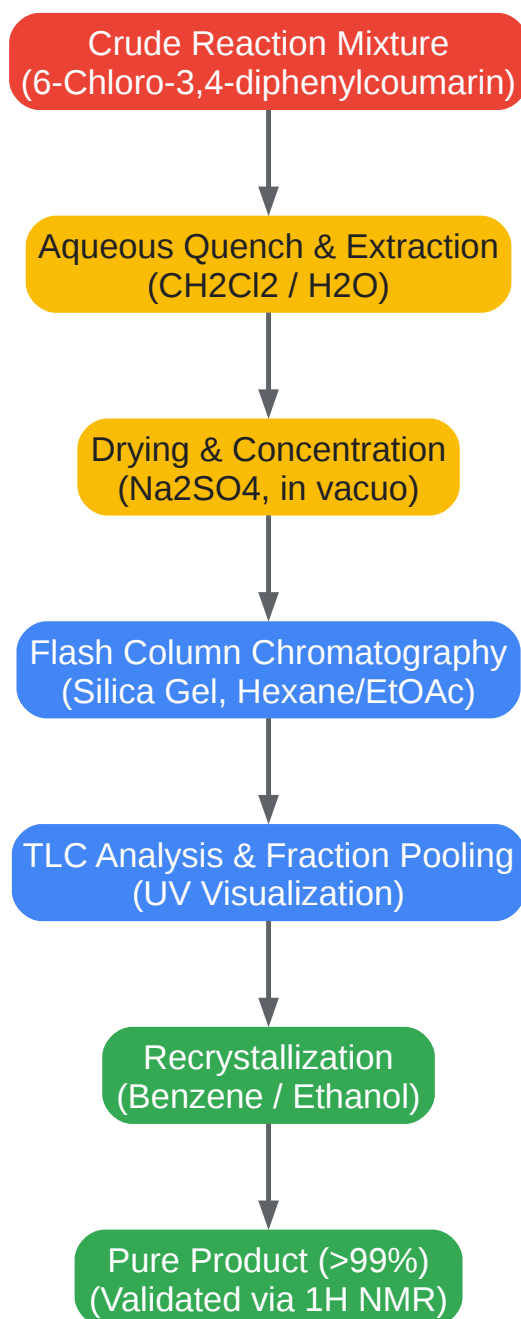 Crude Reaction Mixture
(6-Chloro-3,4-diphenylcoumarin)
Aqueous Quench & Extraction
(CH2Cl2 / H2O)
Drying & Concentration
(Na2SO4, in vacuo)
Flash Column Chromatography
(Silica Gel, Hexane/EtOAc)
TLC Analysis & Fraction Pooling
(UV Visualization)
Recrystallization
(Benzene / Ethanol)
Pure Product (>99%)
(Validated via 1H NMR)